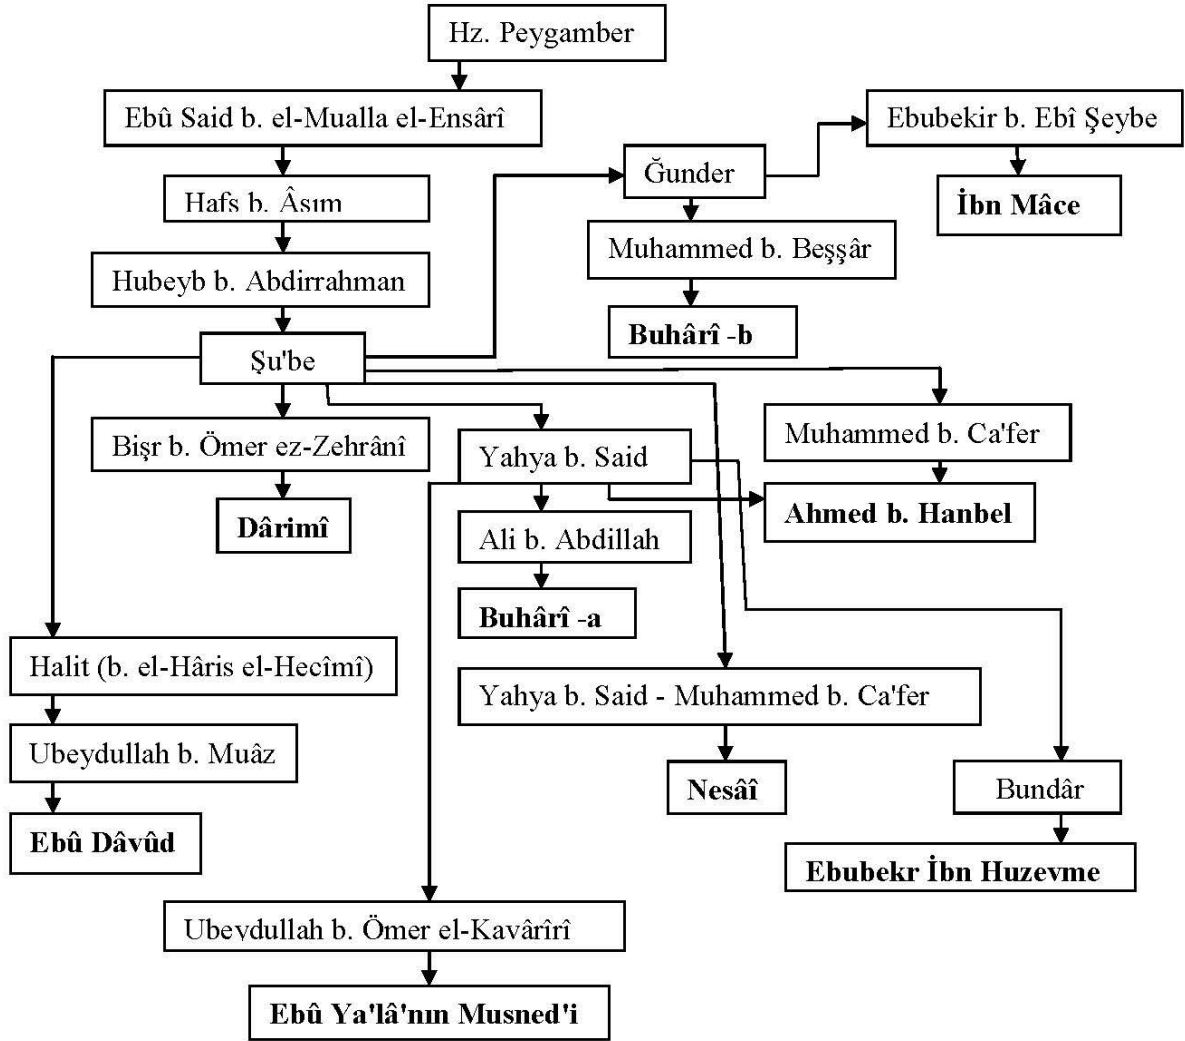 Hz. Peygamber
Ebû Said b. el-Mualla el-Ensârî
Ebubekir b. Ebî Şeybe
Ğunder
Hafs b. Âsım
İbn Mâce
Muhammed b. Beşşâr
Hubeyb b. Abdirrahman
Buhârî -b
Şu'be
Bişr b. Ömer ez-Zehrânî
Yahya b. Said
Muhammed b. Ca'fer
Dârimî
Ahmed b. Hanbel
Ali b. Abdillah
Buhârî -a
Halit (b. el-Hâris el-Hecîmî)
Yahya b. Said - Muhammed b. Ca'fer
Ubeydullah b. Muâz
Nesâî
Bundâr
Ebû Dâvûd
Ebubekr İbn Huzeyme
Ubeydullah b. Ömer el-Kavârîrî
Ebû Ya'lâ'nın Musned'i